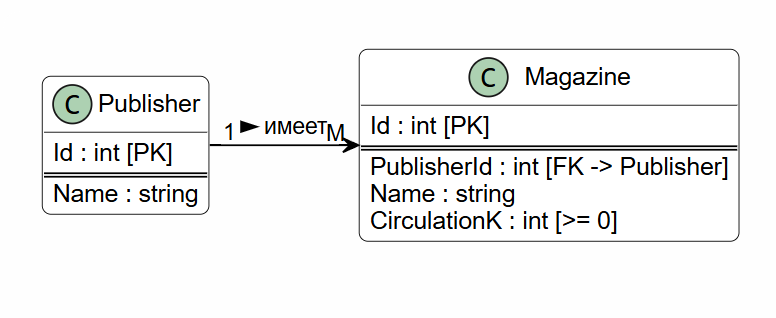 C Publisher
Id : int [PK]
Name : string
1 ► имеет M
C Magazine
Id : int [PK]
PublisherId : int [FK -> Publisher]
Name : string
CirculationK : int [>= 0]